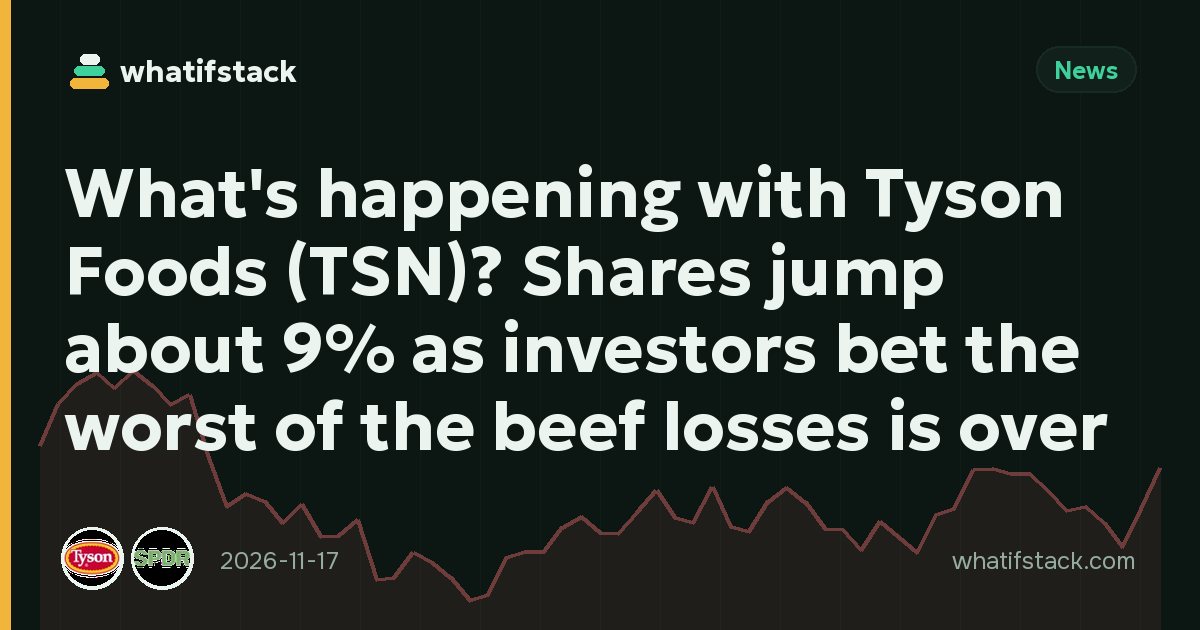 whatifstack
News
What's happening with Tyson
Foods (TSN)? Shares jump
about 9% as investors bet the
worst of the beef losses is over
Tyson
SPDR
2026-11-17
whatifstack.com